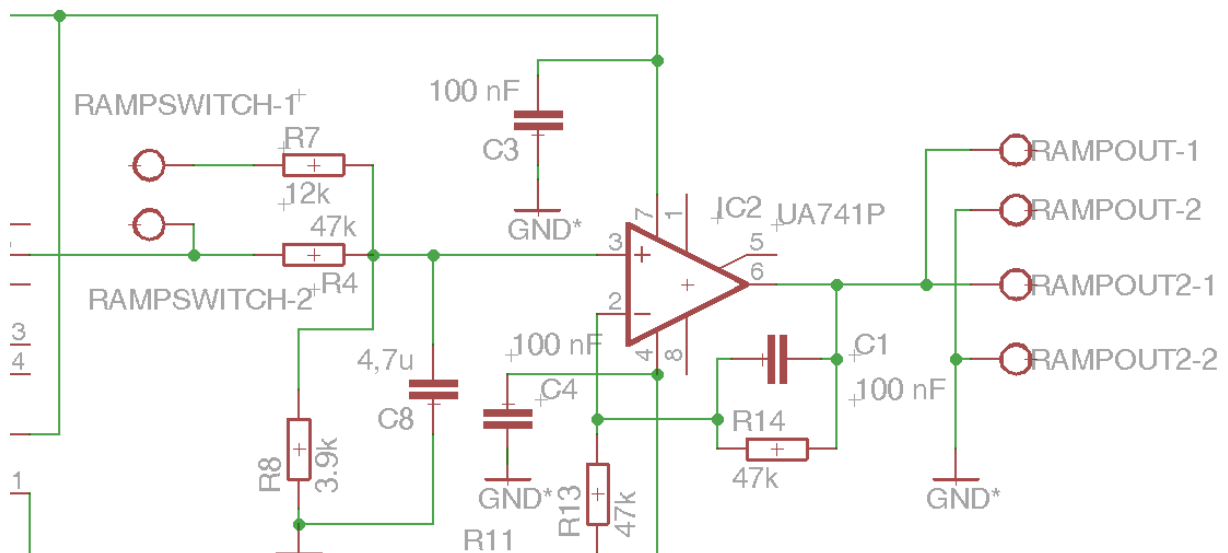 100 nF
RAMPSWITCH-1
R7
C3
RAMPOUT-1
12k
RAMPOUT-2
7
1
IC2
UA741P
47k
GND*
3
5
6
R4
RAMPSWITCH-2
2
RAMPOUT2-1
3
4
4,7u
100 nF
4
8
C1
RAMPOUT2-2
C8
C4
100 nF
R14
R8
3.9k
47k
1
GND*
R13
47k
GND*
R11